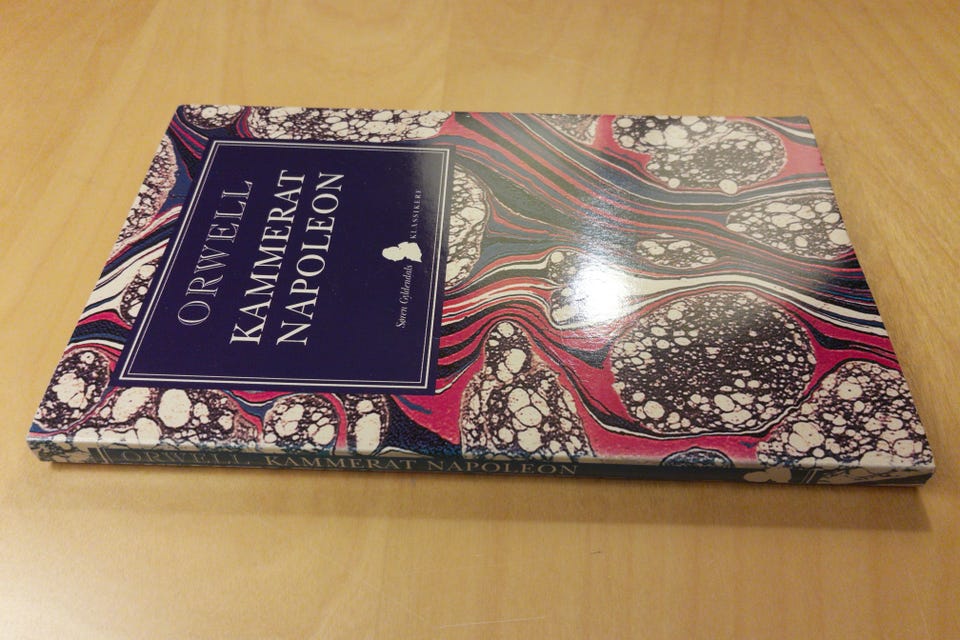 ORWELL
KAMMERAT
NAPOLEON
Søren Gyldendals
KLASSIKERE
ORWELL KAMMERAT NAPOLEON